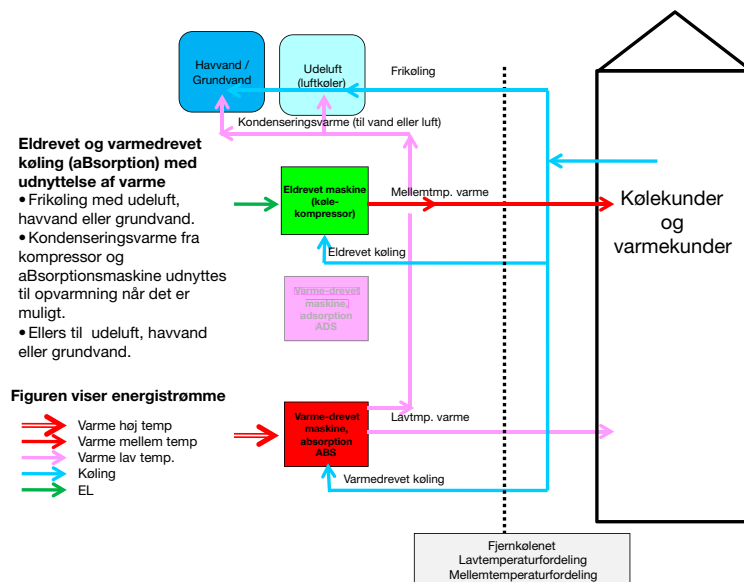 Havvand /
Grundvand
Udeluft
(luftkøler)
Frikøling
Kondenseringsvarme (til vand eller luft)
Eldrevet og varmedrevet
køling (aBsorption) med
udnyttelse af varme
• Frikøling med udeluft,
havvand eller grundvand.
• Kondenseringsvarme fra
kompressor og
aBsorptionsmaskine udnyttes
til opvarmning når det er
muligt.
• Ellers til udeluft, havvand
eller grundvand.
Eldrevet maskine
(køle-
kompressor)
Mellemtmp. varme
Eldrevet køling
Kølekunder
og
varmekunder
Varme-drevet
maskine,
adsorption
ADS
Figuren viser energistrømme
Varme høj temp
Varme mellem temp
Varme lav temp.
Køling
EL
Varme-drevet
maskine,
absorption
ABS
Lavtmp. varme
Varmedrevet køling
Fjernkølenet
Lavtemperaturfordeling
Mellemtemperaturfordeling